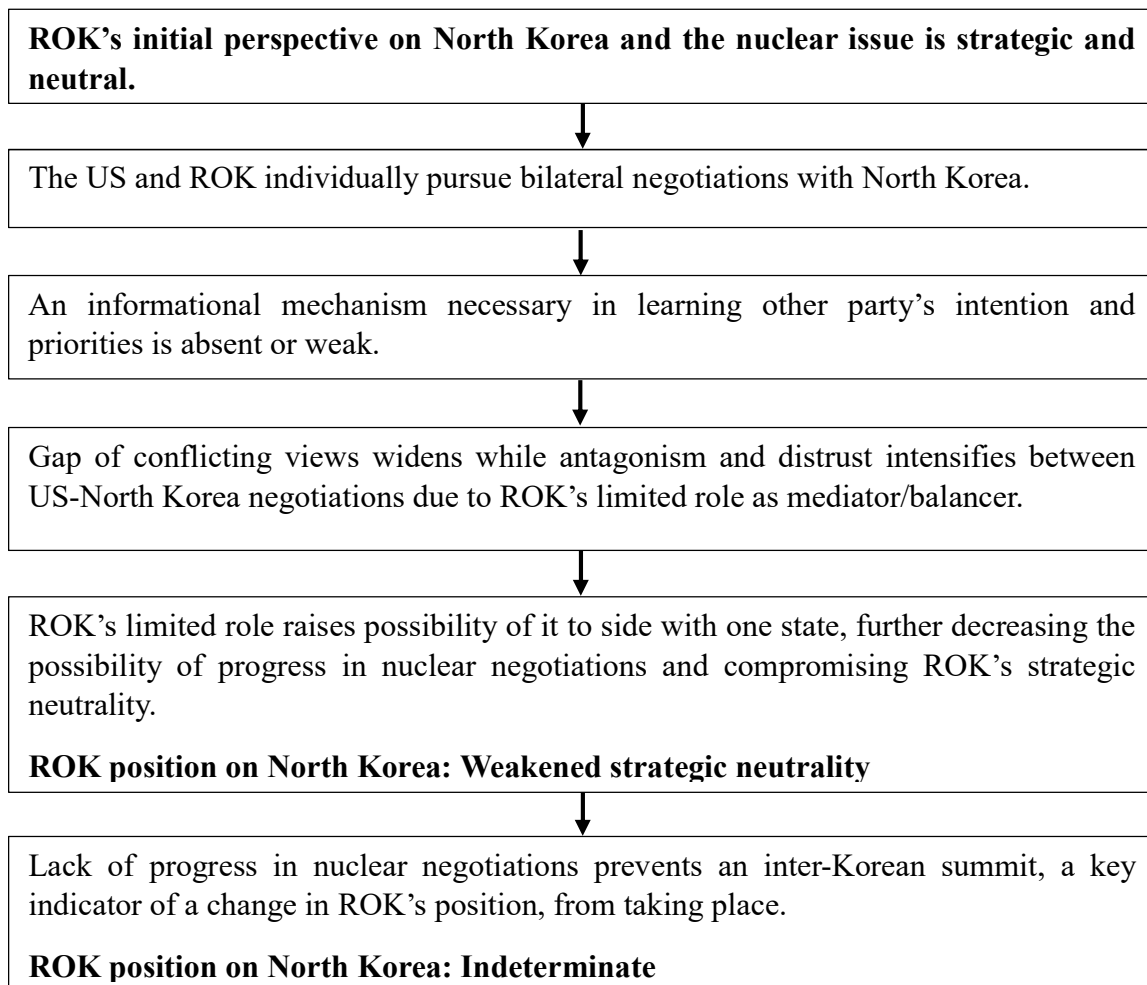 ROK’s initial perspective on North Korea and the nuclear issue is strategic and
neutral.
The US and ROK individually pursue bilateral negotiations with North Korea.
An informational mechanism necessary in learning other party’s intention and
priorities is absent or weak.
Gap of conflicting views widens while antagonism and distrust intensifies between
US-North Korea negotiations due to ROK’s limited role as mediator/balancer.
ROK’s limited role raises possibility of it to side with one state, further decreasing the
possibility of progress in nuclear negotiations and compromising ROK’s strategic
neutrality.
ROK position on North Korea: Weakened strategic neutrality
Lack of progress in nuclear negotiations prevents an inter-Korean summit, a key
indicator of a change in ROK’s position, from taking place.
ROK position on North Korea: Indeterminate